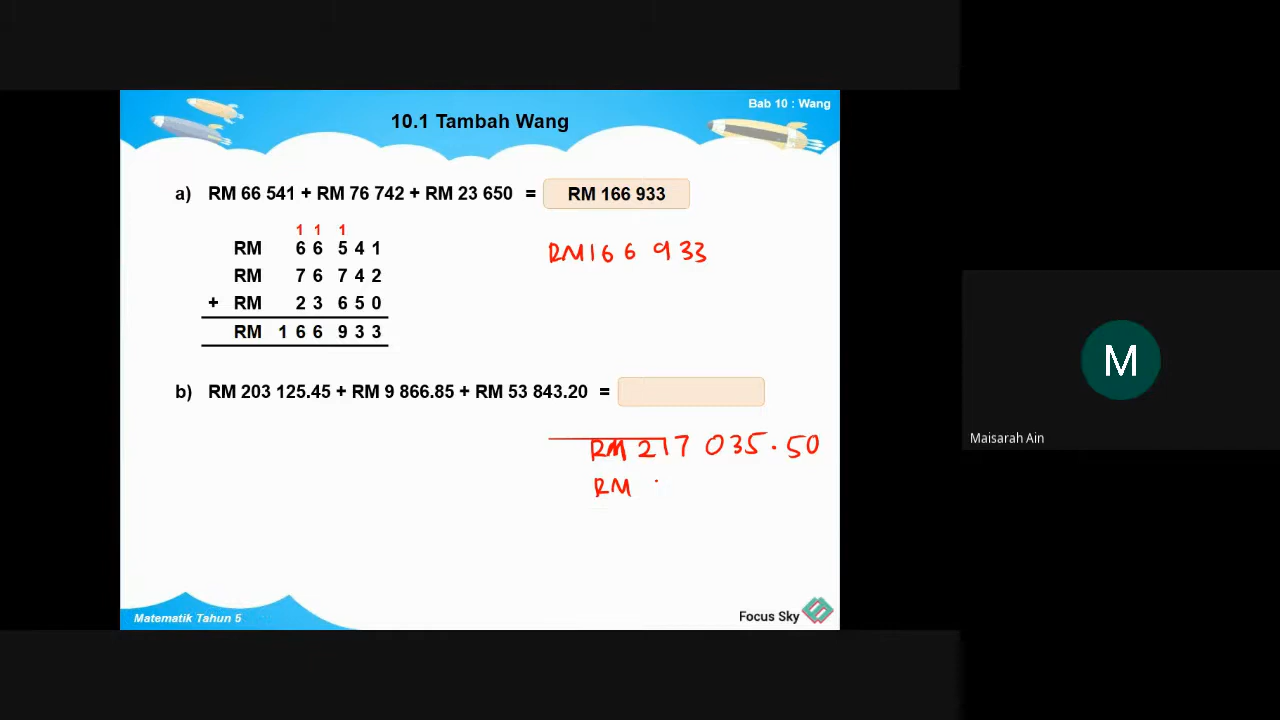 Bab 10 : Wang
10.1 Tambah Wang
a) RM 66 541 + RM 76 742 + RM 23 650 = RM 166 933
1 1 1
RM 6 6 5 4 1
RM166 933
RM 7 6 7 4 2
+ RM 2 3 6 5 0
RM 1 6 6 9 3 3
b) RM 203 125.45 + RM 9 866.85 + RM 53 843.20 =
RM 217 035.50
RM
Matematik Tahun 5
Focus Sky
M
Maisarah Ain